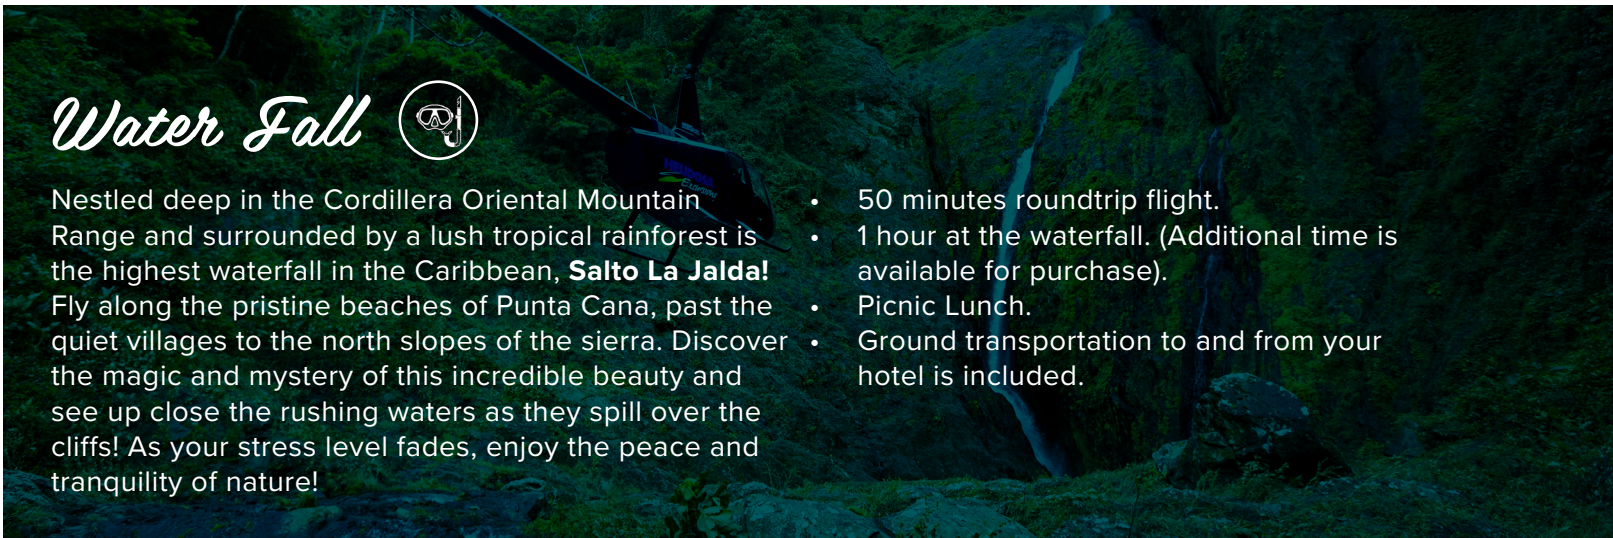 Water Fall
Nestled deep in the Cordillera Oriental Mountain
Range and surrounded by a lush tropical rainforest is
the highest waterfall in the Caribbean, Salto La Jalda!
Fly along the pristine beaches of Punta Cana, past the
quiet villages to the north slopes of the sierra. Discover
the magic and mystery of this incredible beauty and
see up close the rushing waters as they spill over the
cliffs! As your stress level fades, enjoy the peace and
tranquility of nature!
• 50 minutes roundtrip flight.
• 1 hour at the waterfall. (Additional time is
available for purchase).
• Picnic Lunch.
• Ground transportation to and from your
hotel is included.